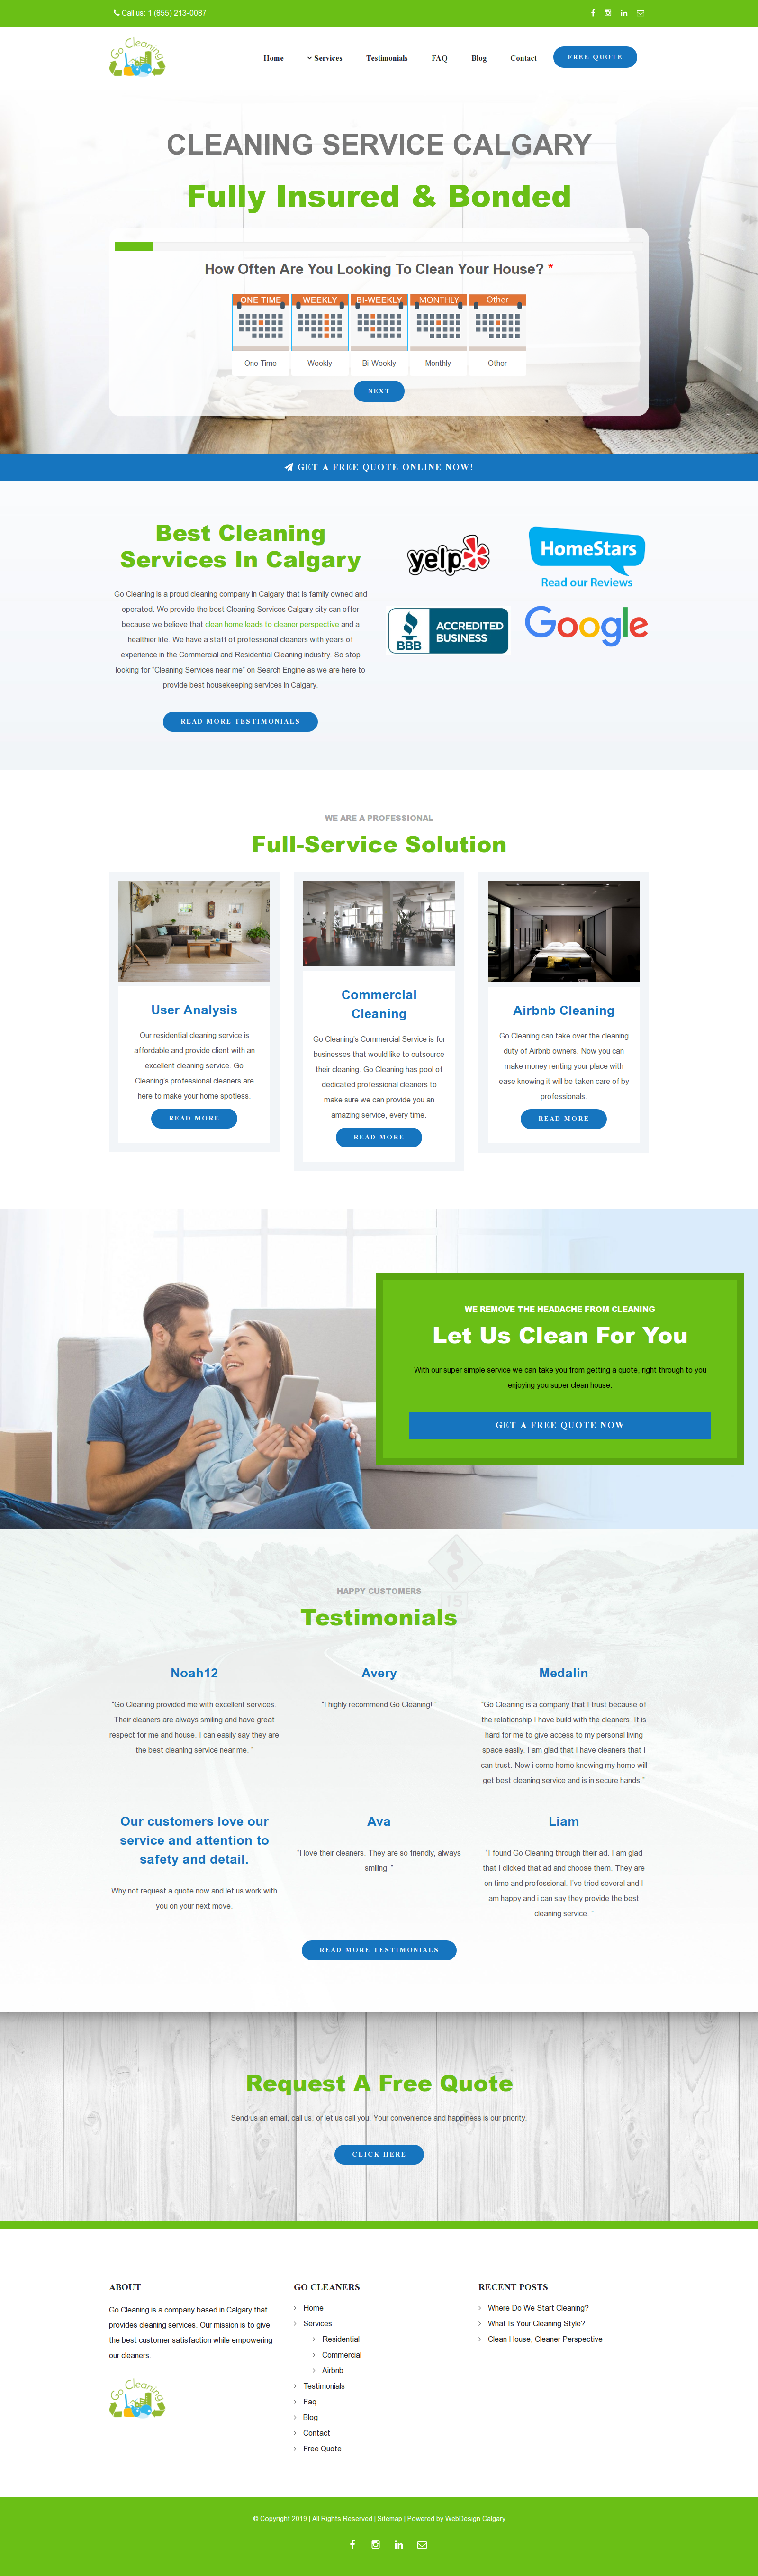 Call us: 1 (855) 213-0087
Go Cleaning
Home
Services
Testimonials
FAQ
Blog
Contact
FREE QUOTE
CLEANING SERVICE CALGARY
Fully Insured & Bonded
How Often Are You Looking To Clean Your House? *
ONE TIME
WEEKLY
BI-WEEKLY
MONTHLY
Other
One Time
Weekly
Bi-Weekly
Monthly
Other
NEXT
GET A FREE QUOTE ONLINE NOW!
Best Cleaning
Services In Calgary
Go Cleaning is a proud cleaning company in Calgary that is family owned and
operated. We provide the best Cleaning Services Calgary city can offer
because we believe that clean home leads to cleaner perspective and a
healthier life. We have a staff of professional cleaners with years of
experience in the Commercial and Residential Cleaning industry. So stop
looking for “Cleaning Services near me” on Search Engine as we are here to
provide best housekeeping services in Calgary.
READ MORE TESTIMONIALS
yelp
HomeStars
Read our Reviews
BBB
ACCREDITED
BUSINESS
Google
WE ARE A PROFESSIONAL
Full-Service Solution
User Analysis
Our residential cleaning service is
affordable and provide client with an
excellent cleaning service. Go
Cleaning’s professional cleaners are
here to make your home spotless.
READ MORE
Commercial
Cleaning
Go Cleaning’s Commercial Service is for
businesses that would like to outsource
their cleaning. Go Cleaning has pool of
dedicated professional cleaners to
make sure we can provide you an
amazing service, every time.
READ MORE
Airbnb Cleaning
Go Cleaning can take over the cleaning
duty of Airbnb owners. Now you can
make money renting your place with
ease knowing it will be taken care of by
professionals.
READ MORE
WE REMOVE THE HEADACHE FROM CLEANING
Let Us Clean For You
With our super simple service we can take you from getting a quote, right through to you
enjoying you super clean house.
GET A FREE QUOTE NOW
15
HAPPY CUSTOMERS
Testimonials
Noah12
“Go Cleaning provided me with excellent services.
Their cleaners are always smiling and have great
respect for me and house. I can easily say they are
the best cleaning service near me. ”
Avery
“I highly recommend Go Cleaning! ”
Medalin
“Go Cleaning is a company that I trust because of
the relationship I have build with the cleaners. It is
hard for me to give access to my personal living
space easily. I am glad that I have cleaners that I
can trust. Now i come home knowing my home will
get best cleaning service and is in secure hands.”
Our customers love our
service and attention to
safety and detail.
Why not request a quote now and let us work with
you on your next move.
Ava
“I love their cleaners. They are so friendly, always
smiling. ”
Liam
“I found Go Cleaning through their ad. I am glad
that I clicked that ad and choose them. They are
on time and professional. I’ve tried several and I
am happy and i can say they provide the best
cleaning service. ”
READ MORE TESTIMONIALS
Request A Free Quote
Send us an email, call us, or let us call you. Your convenience and happiness is our priority.
CLICK HERE
ABOUT
Go Cleaning is a company based in Calgary that
provides cleaning services. Our mission is to give
the best customer satisfaction while empowering
our cleaners.
Go Cleaning
GO CLEANERS
Home
Services
Residential
Commercial
Airbnb
Testimonials
Faq
Blog
Contact
Free Quote
RECENT POSTS
Where Do We Start Cleaning?
What Is Your Cleaning Style?
Clean House, Cleaner Perspective
© Copyright 2019 | All Rights Reserved | Sitemap | Powered by WebDesign Calgary